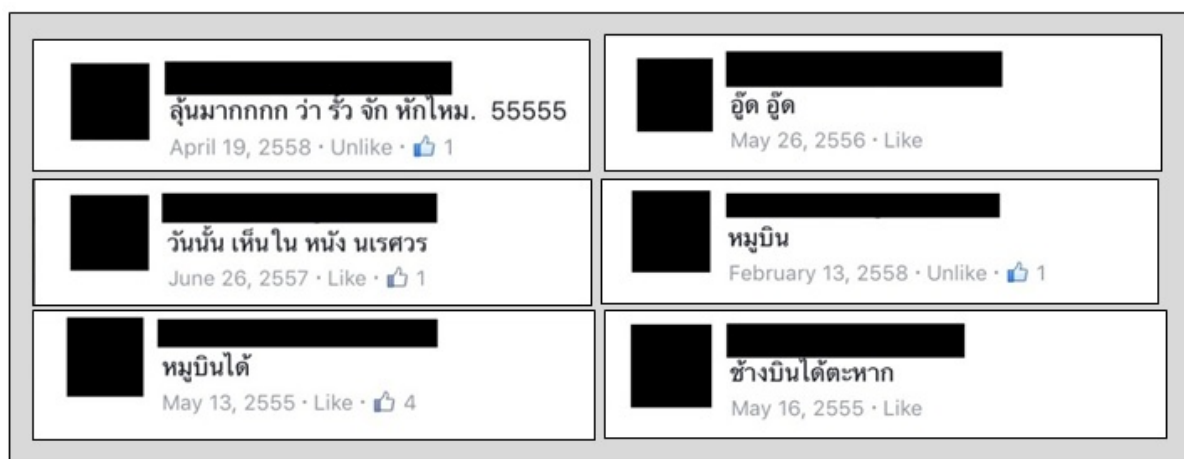 ลุ้นมากกกก ว่า รั้ว จัก หักไหม.  55555
April 19, 2558 · Unlike · 1
อู๊ด อู๊ด
May 26, 2556 · Like
วันนั้น เห็นใน หนัง นเรศวร
June 26, 2557 · Like · 1
หมูบิน
February 13, 2558 · Unlike · 1
หมูบินได้
May 13, 2555 · Like · 4
ช้างบินได้ตะหาก
May 16, 2555 · Like